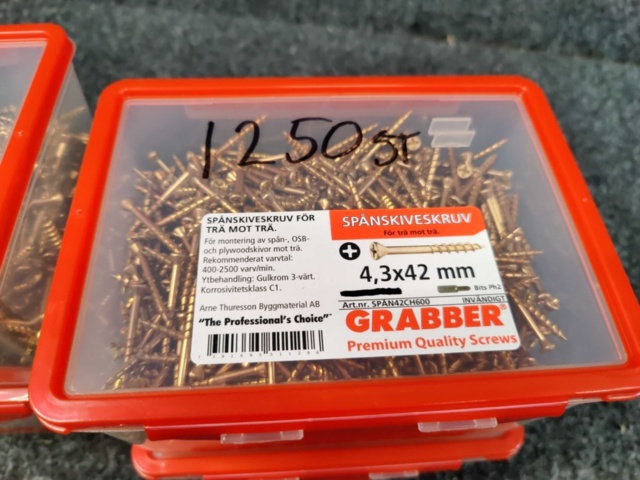 1250 ST
SPÅNSKIVESKRUV FÖR
TRÄ MOT TRÄ.
För montering av spån-, OSB-
och plywoodskivor mot trä.
Rekommenderat varvtal:
400-2500 varv/min.
Ytbehandling: Gulkrom 3-värt.
Korrosivitetsklass C1.
Arne Thuresson Byggmaterial AB
"The Professional's Choice"
SPÅNSKIVESKRUV
För trä mot trä.
4,3x42 mm
Bits Ph2
Art.nr. SPÅN42CH600
INVÄNDIGT
GRABBER®
Premium Quality Screws